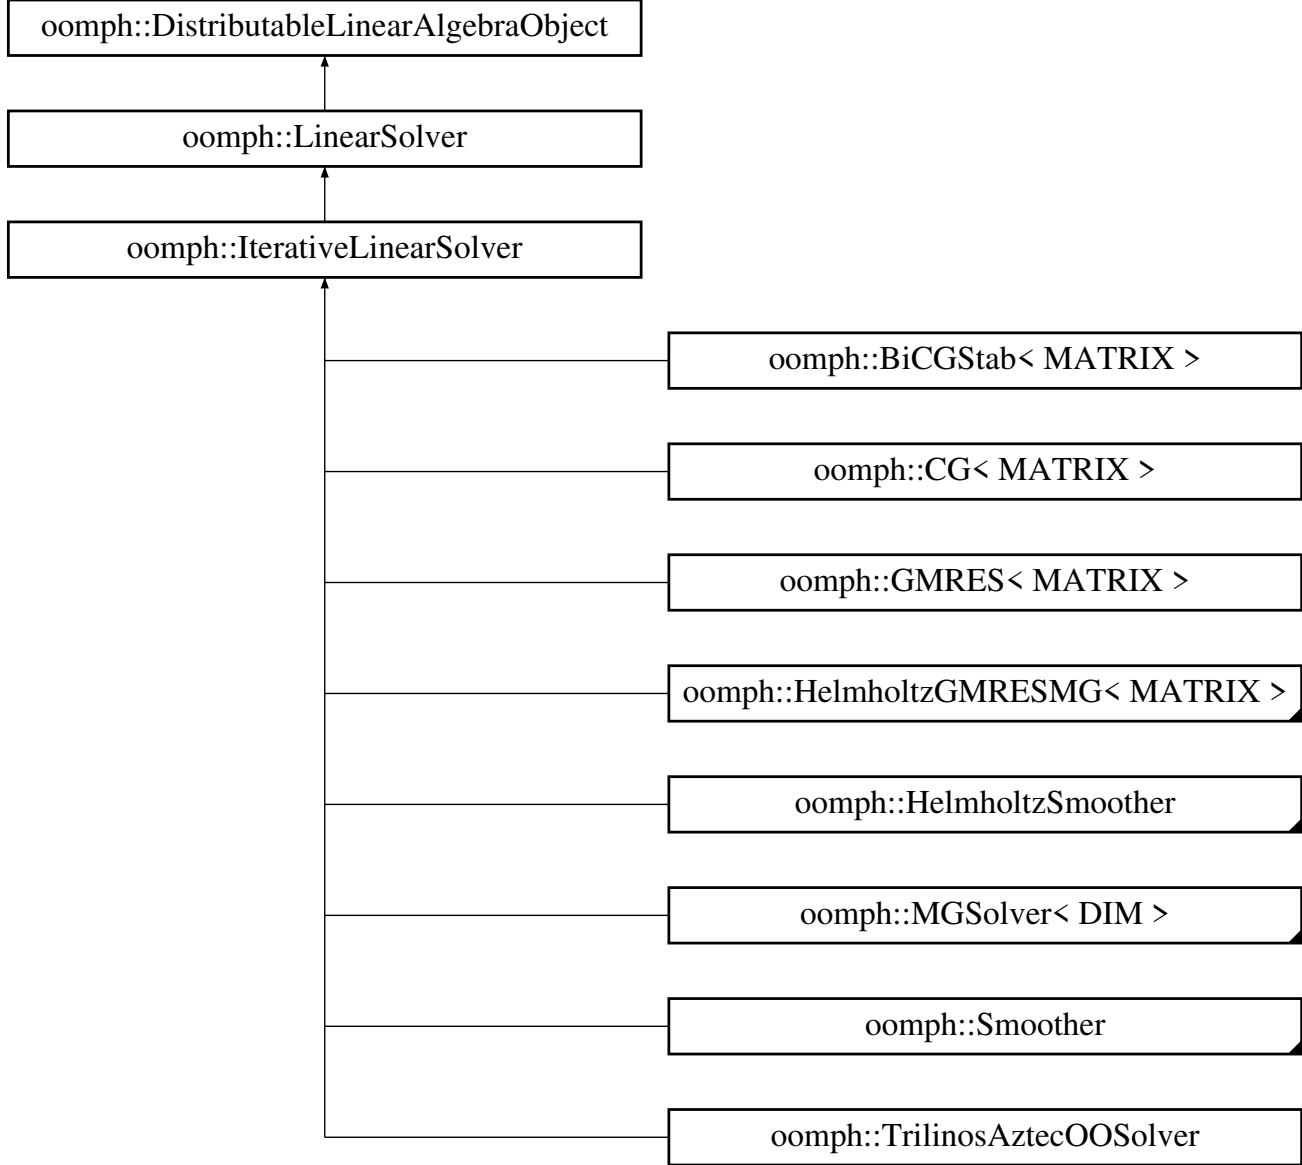 oomph::DistributableLinearAlgebraObject
oomph::LinearSolver
oomph::IterativeLinearSolver
oomph::BiCGStab< MATRIX >
oomph::CG< MATRIX >
oomph::GMRES< MATRIX >
oomph::HelmholtzGMRESMG< MATRIX >
oomph::HelmholtzSmoother
oomph::MGSolver< DIM >
oomph::Smoother
oomph::TrilinosAztecOOSolver